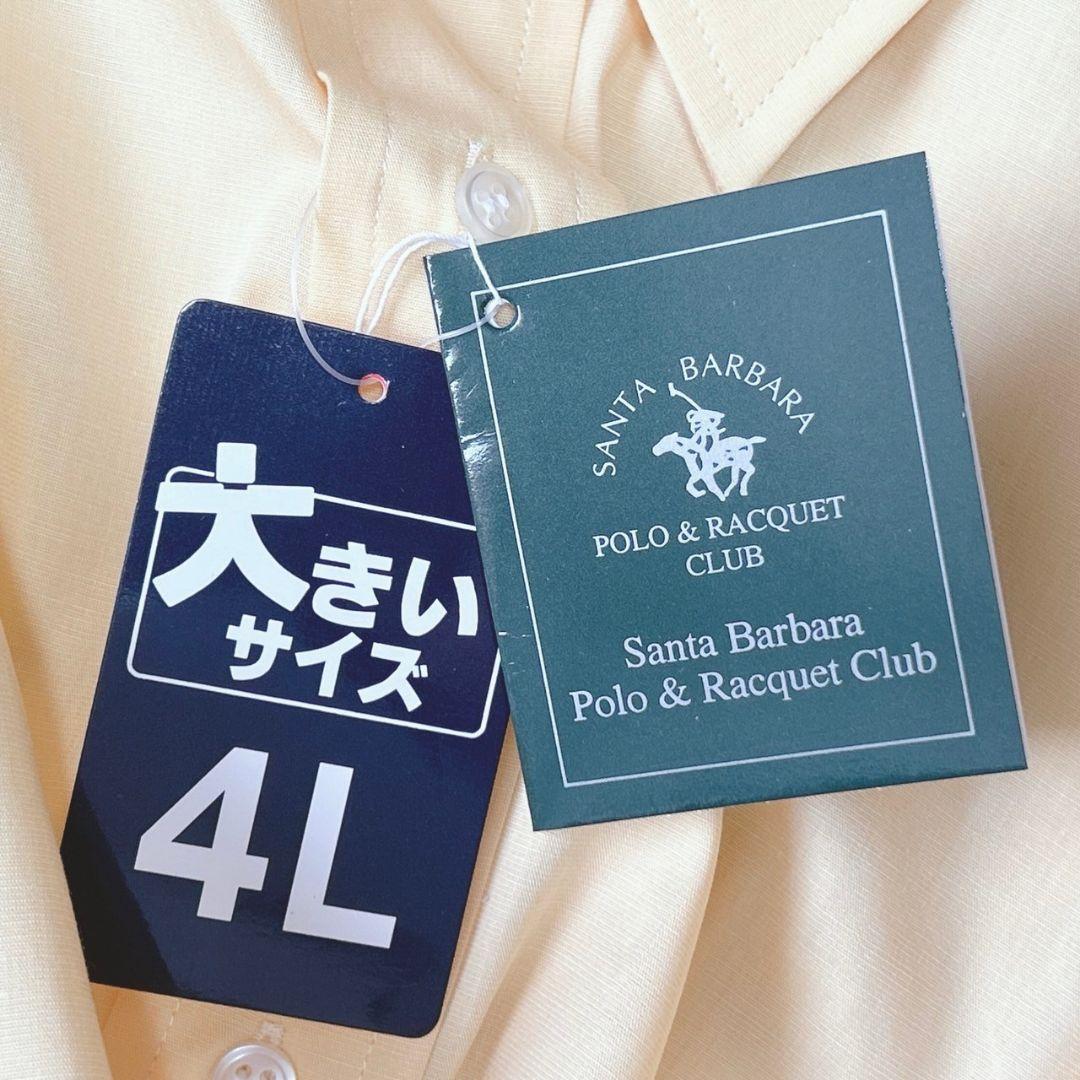 大きい
サイズ
4L
SANTA BARBARA
POLO & RACQUET
CLUB
Santa Barbara
Polo & Racquet Club